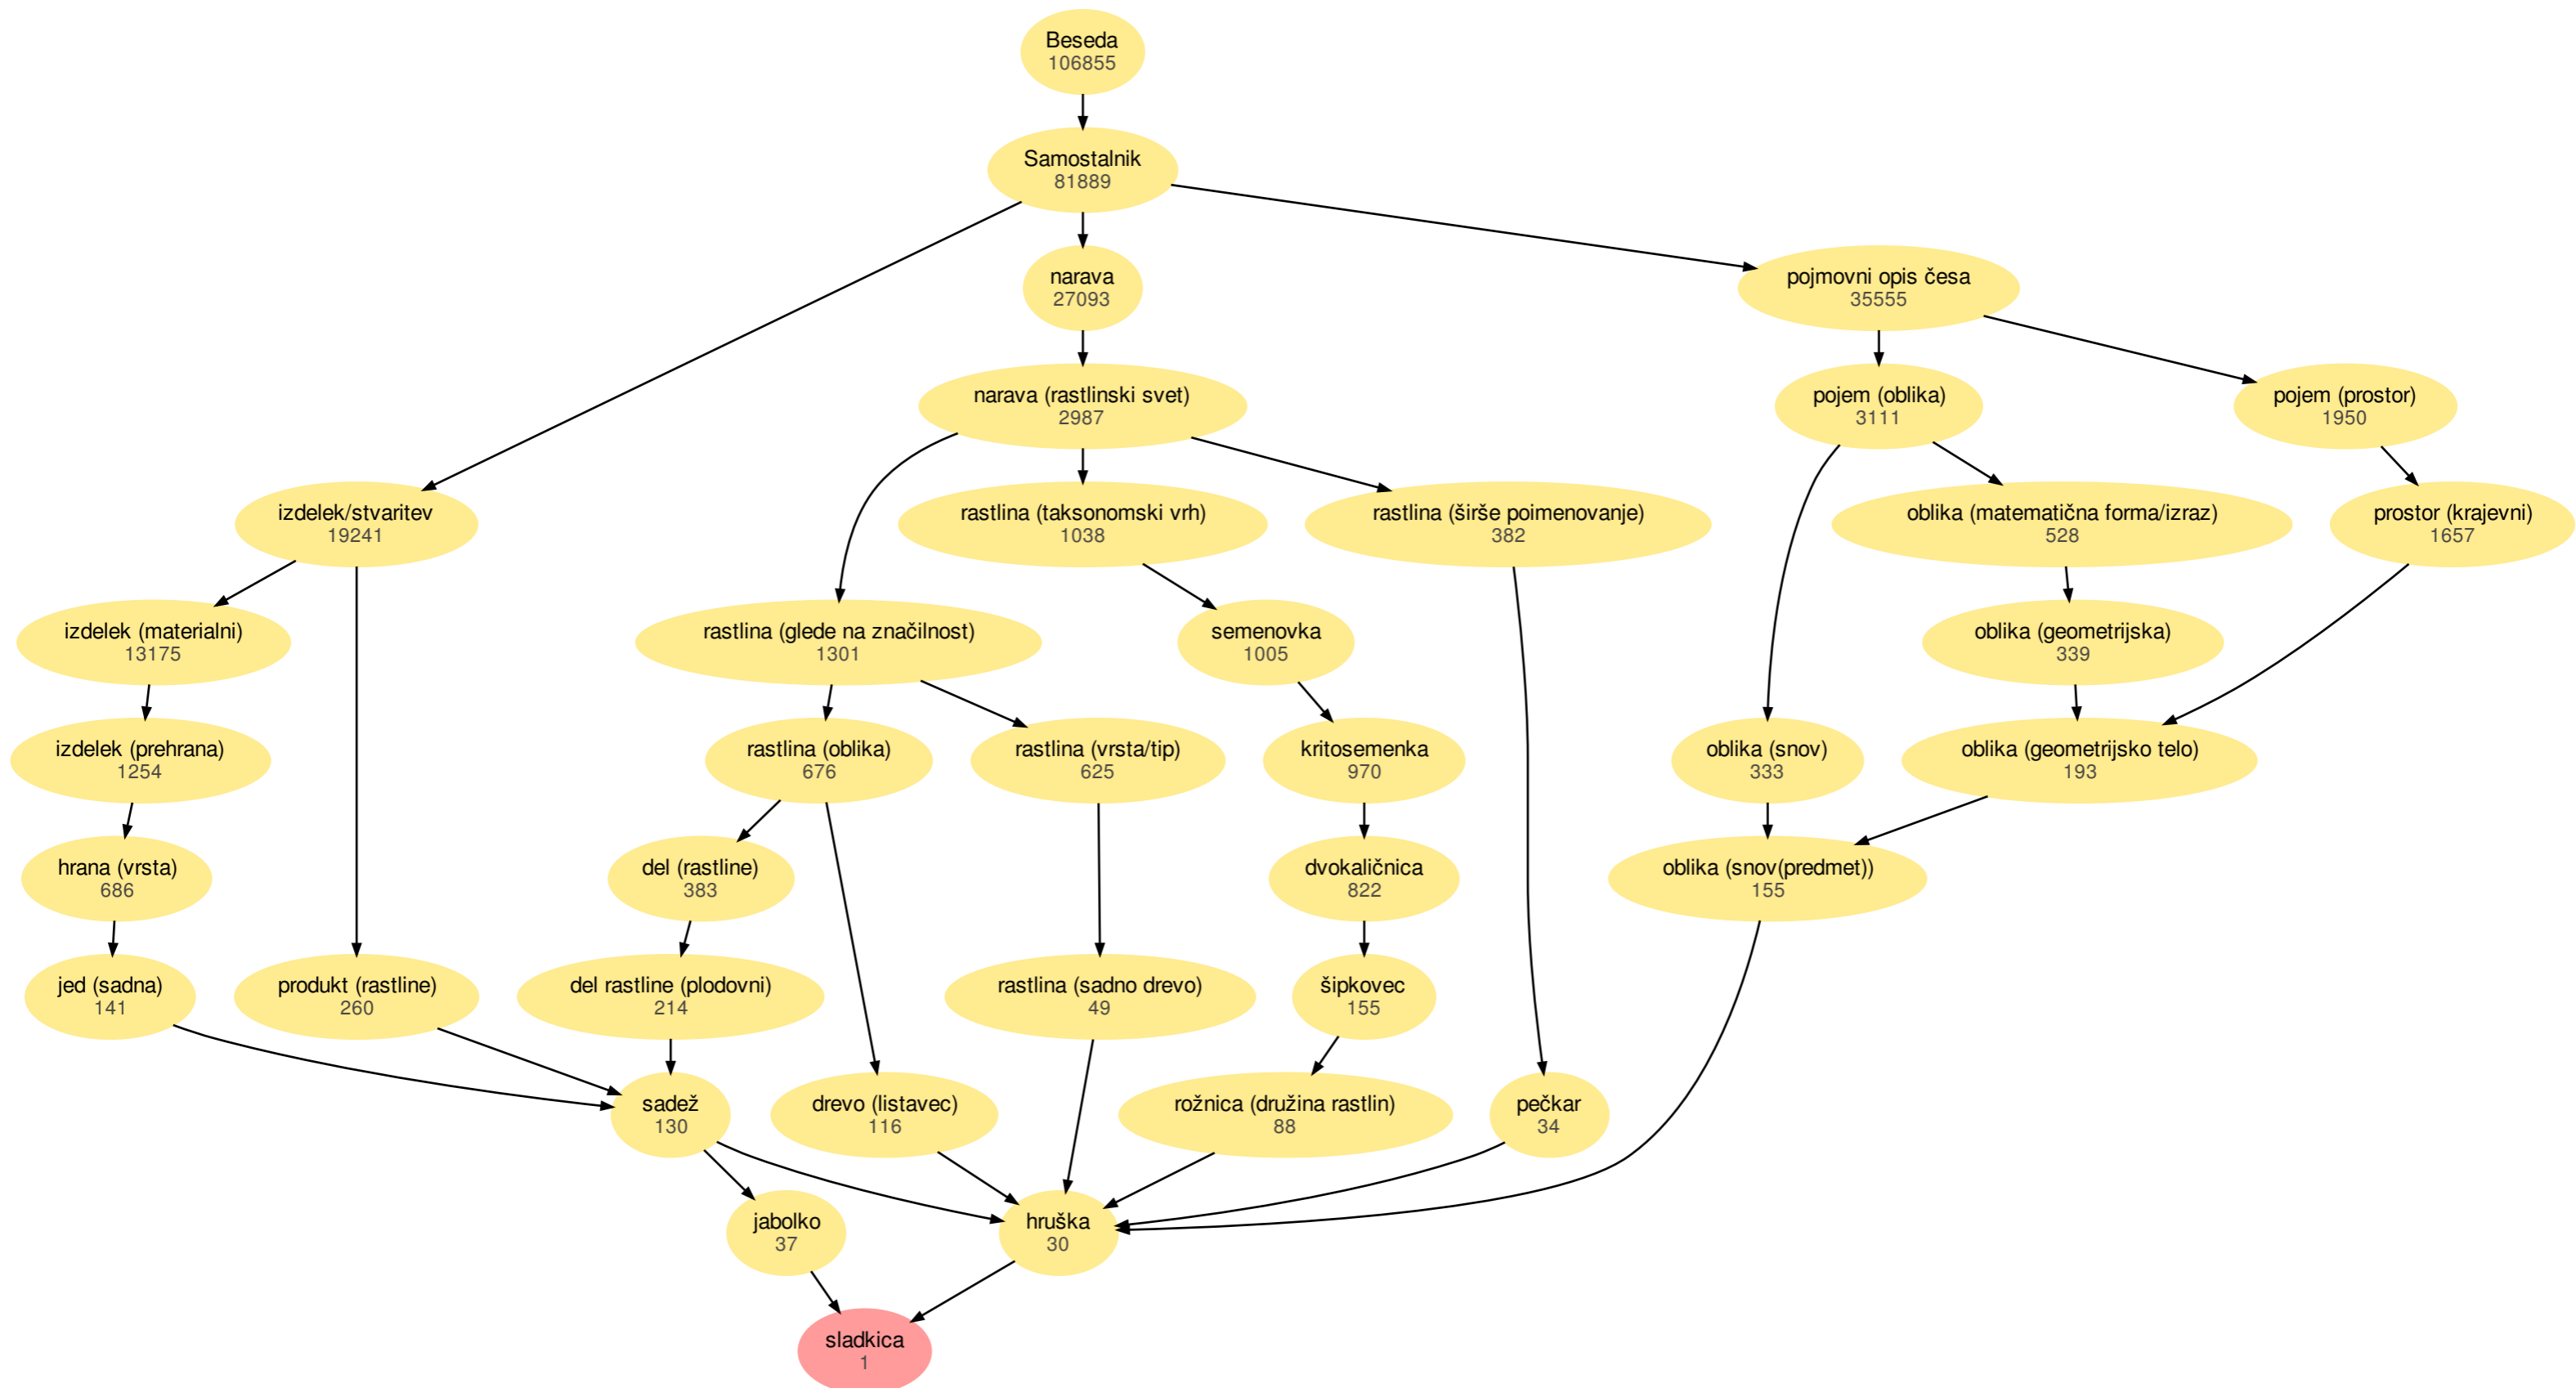 Beseda
106855
Samostalnik
81889
narava
27093
pojmovni opis česa
35555
narava (rastlinski svet)
2987
pojem (oblika)
3111
pojem (prostor)
1950
izdelek/stvaritev
19241
rastlina (taksonomski vrh)
1038
rastlina (širše poimenovanje)
382
oblika (matematična forma/izraz)
528
prostor (krajevni)
1657
izdelek (materialni)
13175
rastlina (glede na značilnost)
1301
semenovka
1005
oblika (geometrijska)
339
izdelek (prehrana)
1254
rastlina (oblika)
676
rastlina (vrsta/tip)
625
kritosemenka
970
oblika (snov)
333
oblika (geometrijsko telo)
193
hrana (vrsta)
686
del (rastline)
383
dvokaličnica
822
oblika (snov(predmet))
155
jed (sadna)
141
produkt (rastline)
260
del rastline (plodovni)
214
rastlina (sadno drevo)
49
šipkovec
155
sadež
130
drevo (listavec)
116
rožnica (družina rastlin)
88
pečkar
34
jabolko
37
hruška
30
sladkica
1